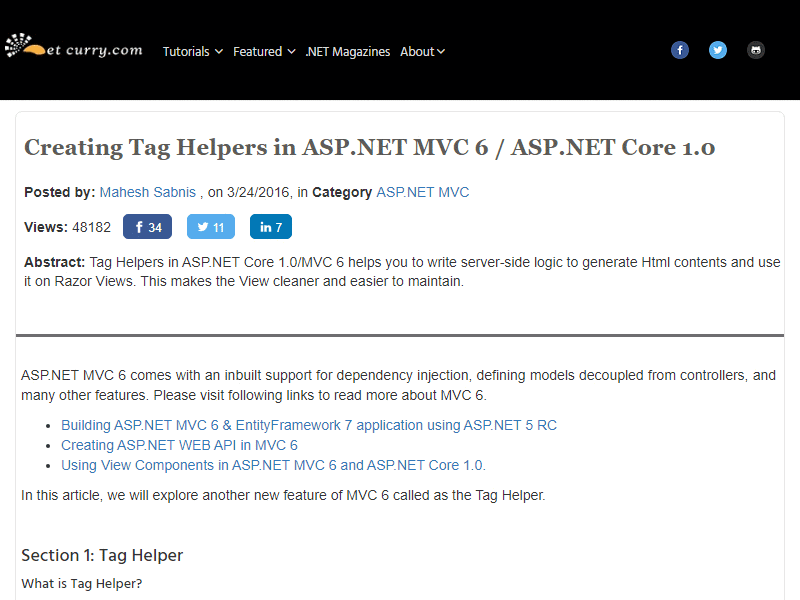 et curry.com Tutorials Featured .NET Magazines About
Creating Tag Helpers in ASP.NET MVC 6 / ASP.NET Core 1.0
Posted by: Mahesh Sabnis , on 3/24/2016, in Category ASP.NET MVC
Views: 48182 34 11 7
Abstract: Tag Helpers in ASP.NET Core 1.0/MVC 6 helps you to write server-side logic to generate Html contents and use
it on Razor Views. This makes the View cleaner and easier to maintain.
ASP.NET MVC 6 comes with an inbuilt support for dependency injection, defining models decoupled from controllers, and
many other features. Please visit following links to read more about MVC 6.
Building ASP.NET MVC 6 & EntityFramework 7 application using ASP.NET 5 RC
Creating ASP.NET WEB API in MVC 6
Using View Components in ASP.NET MVC 6 and ASP.NET Core 1.0.
In this article, we will explore another new feature of MVC 6 called as the Tag Helper.
Section 1: Tag Helper
What is Tag Helper?